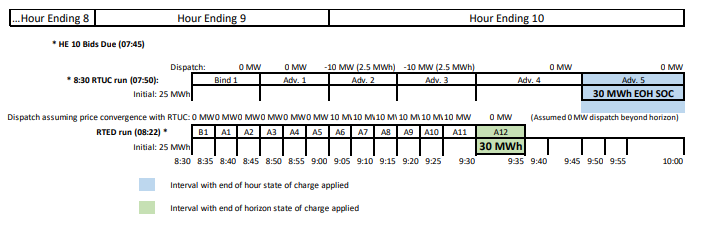 ...Hour Ending 8 Hour Ending 9 Hour Ending 10
* HE 10 Bids Due (07:45)
Dispatch: 0 MW 0 MW -10 MW (2.5 MWh) -10 MW (2.5 MWh) 0 MW 0 MW
* 8:30 RTUC run (07:50): Bind 1 Adv. 1 Adv. 2 Adv. 3 Adv. 4 Adv. 5
Initial: 25 MWh 30 MWh EOH SOC
Dispatch assuming price convergence with RTUC: 0 MW 0 MW 0 MW 0 MW 0 MW 0 MW 10 M\ 10 M\ 10 M\ 10 M\ 10 M\ 10 MW 0 MW (Assumed 0 MW dispatch beyond horizon)
RTED run (08:22) * B1 A1 A2 A3 A4 A5 A6 A7 A8 A9 A10 A11 A12
Initial: 25 MWh 30 MWh
8:30 8:35 8:40 8:45 8:50 8:55 9:00 9:05 9:10 9:15 9:20 9:25 9:30 9:35 9:40 9:45 9:50 9:55 10:00
Interval with end of hour state of charge applied
Interval with end of horizon state of charge applied